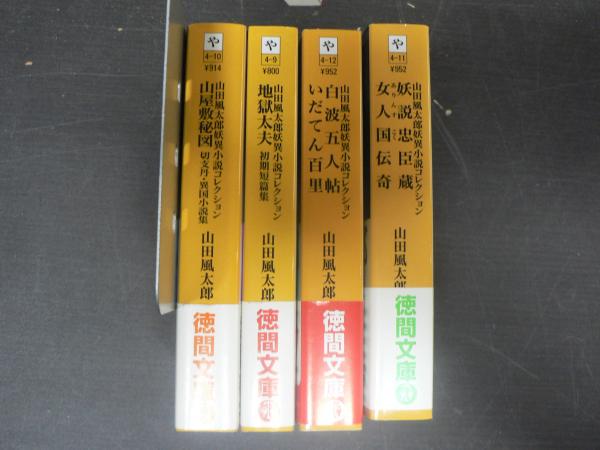 や
4-10
¥914
山田風太郎妖異小説コレクション
山屋敷秘図
切支丹・異国小説集
山田風太郎
徳間文庫
や
4-9
¥800
山田風太郎妖異小説コレクション
地獄太夫
初期短篇集
山田風太郎
徳間文庫
や
4-12
¥952
山田風太郎妖異小説コレクション
白波五人帖
いだてん百里
山田風太郎
徳間文庫
や
4-11
¥952
山田風太郎妖異小説コレクション
妖説忠臣蔵
女人国伝奇
山田風太郎
徳間文庫